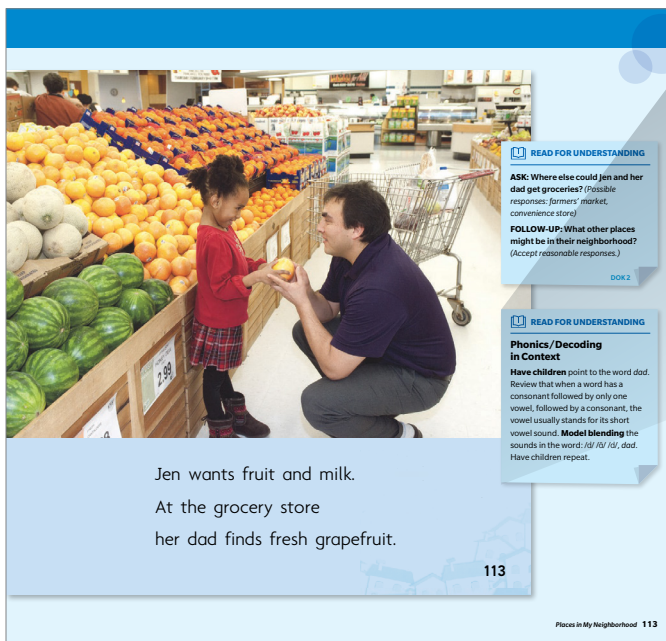 2.99
Jen wants fruit and milk.
At the grocery store
her dad finds fresh grapefruit.
113
READ FOR UNDERSTANDING
ASK: Where else could Jen and her
dad get groceries? (Possible
responses: farmers’ market,
convenience store)
FOLLOW-UP: What other places
might be in their neighborhood?
(Accept reasonable responses.)
DOK 2
READ FOR UNDERSTANDING
Phonics/Decoding
in Context
Have children point to the word dad.
Review that when a word has a
consonant followed by only one
vowel, followed by a consonant, the
vowel usually stands for its short
vowel sound. Model blending the
sounds in the word: /d/ /ă/ /d/, dad.
Have children repeat.
Places in My Neighborhood 113